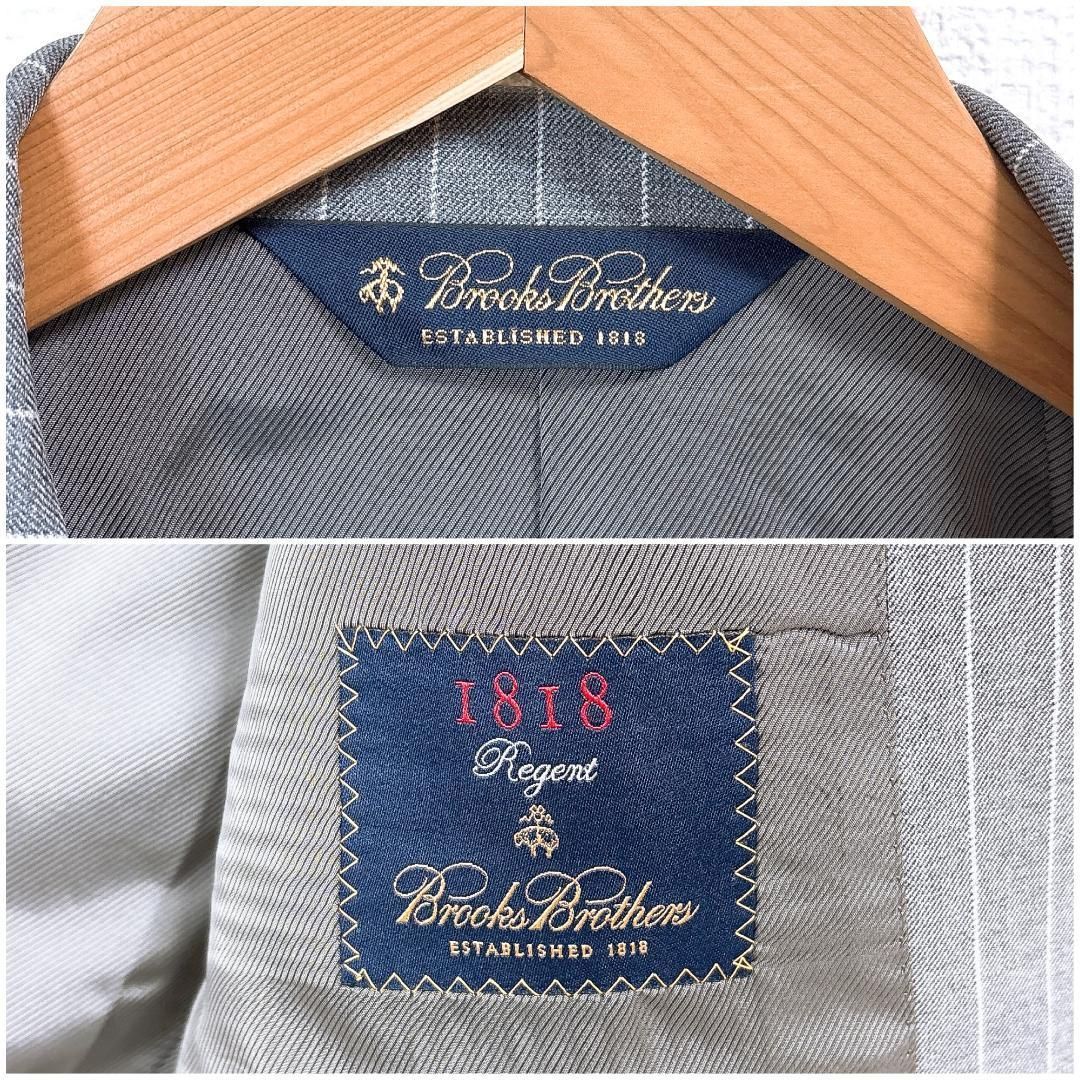 Brooks Brothers
ESTABLISHED 1818
1818
Regent
Brooks Brothers
ESTABLISHED 1818